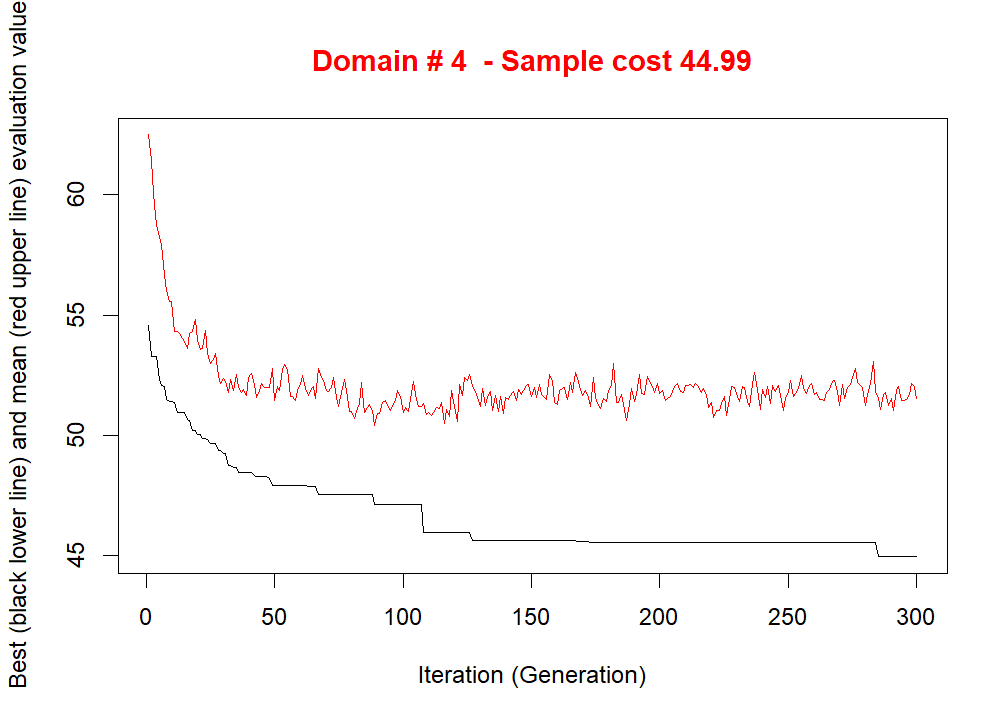 Domain # 4  - Sample cost 44.99
Best (black lower line) and mean (red upper line) evaluation value
60
55
50
45
0 50 100 150 200 250 300
Iteration (Generation)